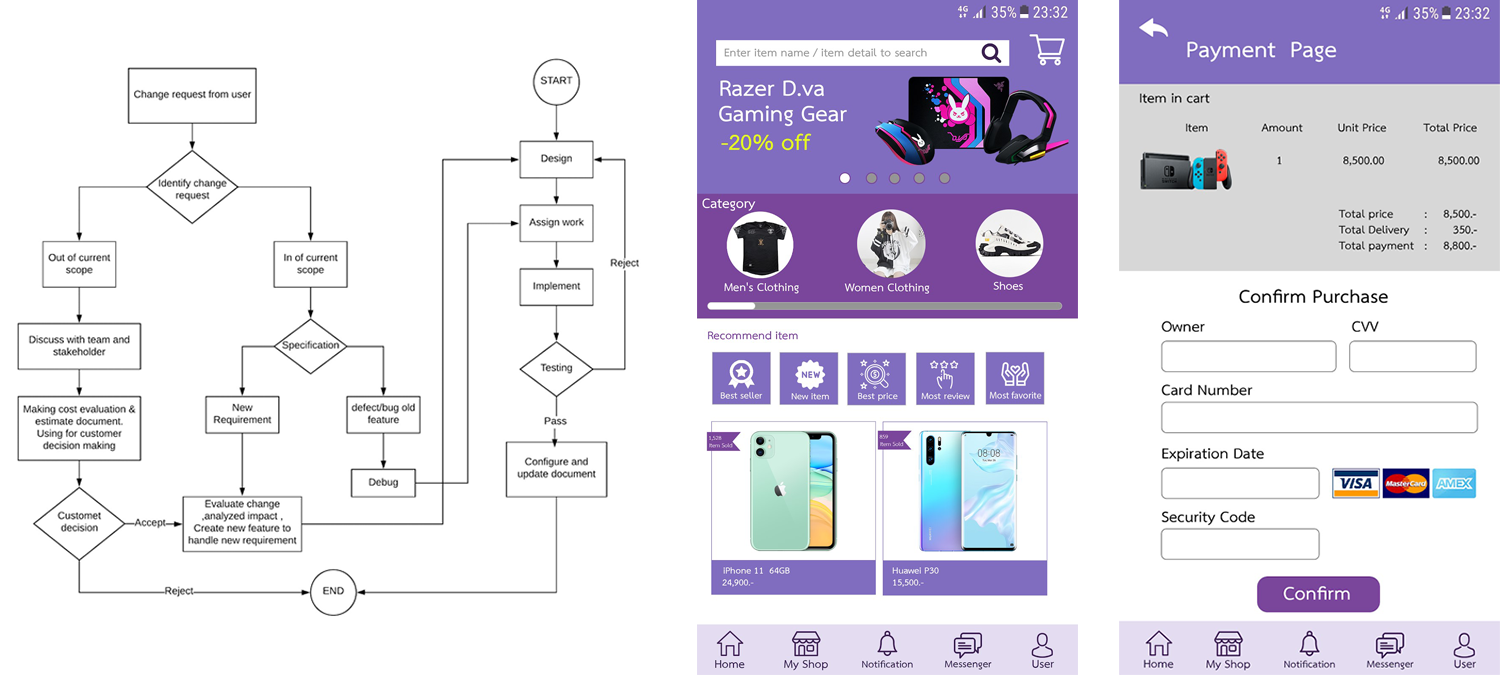 Change request from user
Identify change
request
Out of current
scope
In of current
scope
Discuss with team and
stakeholder
Specification
Making cost evaluation &
estimate document.
Using for customer
decision making
New
Requirement
defect/bug old
feature
Debug
Customet
decision
Accept
Evaluate change
,analyzed impact ,
Create new feature to
handle new requirement
Reject
END
START
Design
Assign work
Implement
Reject
Testing
Pass
Configure and
update document
4G 35% 23:32
Enter item name / item detail to search
Razer D.va
Gaming Gear
-20% off
Category
Men's Clothing Women Clothing Shoes
Recommend item
NEW
Best seller New item Best price Most review Most favorite
1,528
Item Sold
859
Item Sold
08:08
iPhone 11 64GB
24,900.-
Huawei P30
15,500.-
Home My Shop Notification Messenger User
4G 35% 23:32
Payment Page
Item in cart
Item Amount Unit Price Total Price
1 8,500.00 8,500.00
Total price : 8,500.-
Total Delivery : 350.-
Total payment : 8,800.-
Confirm Purchase
Owner CVV
Card Number
Expiration Date
VISA MasterCard AMEX
Security Code
Confirm
Home My Shop Notification Messenger User